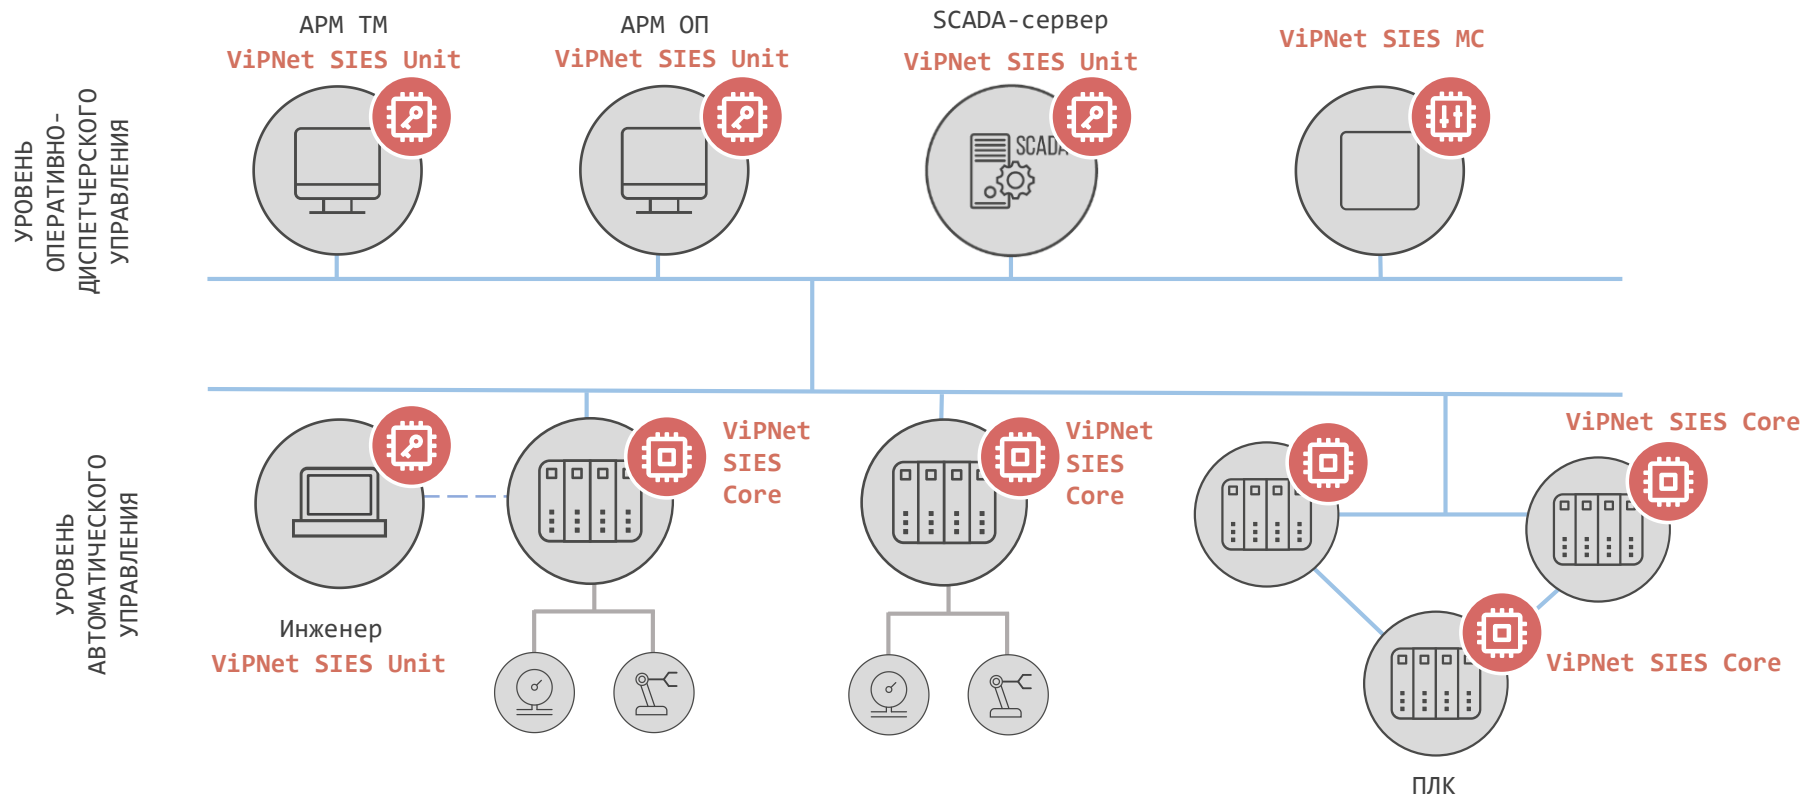 АРМ ТМ
ViPNet SIES Unit
АРМ ОП
ViPNet SIES Unit
SCADA-сервер
ViPNet SIES Unit
ViPNet SIES MC
УРОВЕНЬ
ОПЕРАТИВНО-
ДИСПЕТЧЕРСКОГО
УПРАВЛЕНИЯ
SCADA
УРОВЕНЬ
АВТОМАТИЧЕСКОГО
УПРАВЛЕНИЯ
Инженер
ViPNet SIES Unit
ViPNet
SIES
Core
ViPNet
SIES
Core
ViPNet SIES Core
ViPNet SIES Core
ПЛК